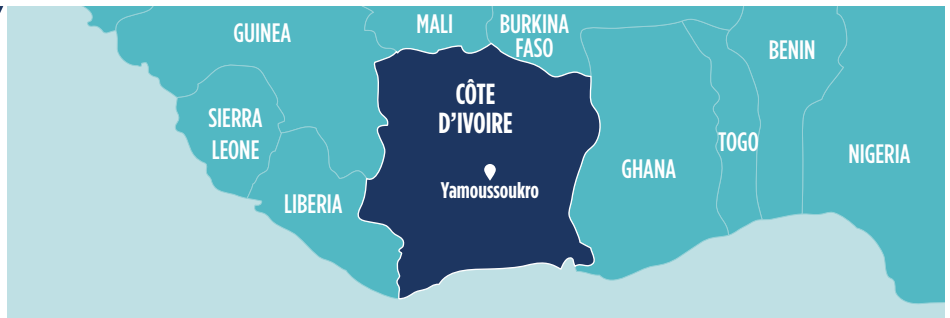 GUINEA
MALI
BURKINA
FASO
BENIN
CÔTE
D'IVOIRE
SIERRA
LEONE
TOGO
NIGERIA
GHANA
Yamoussoukro
LIBERIA